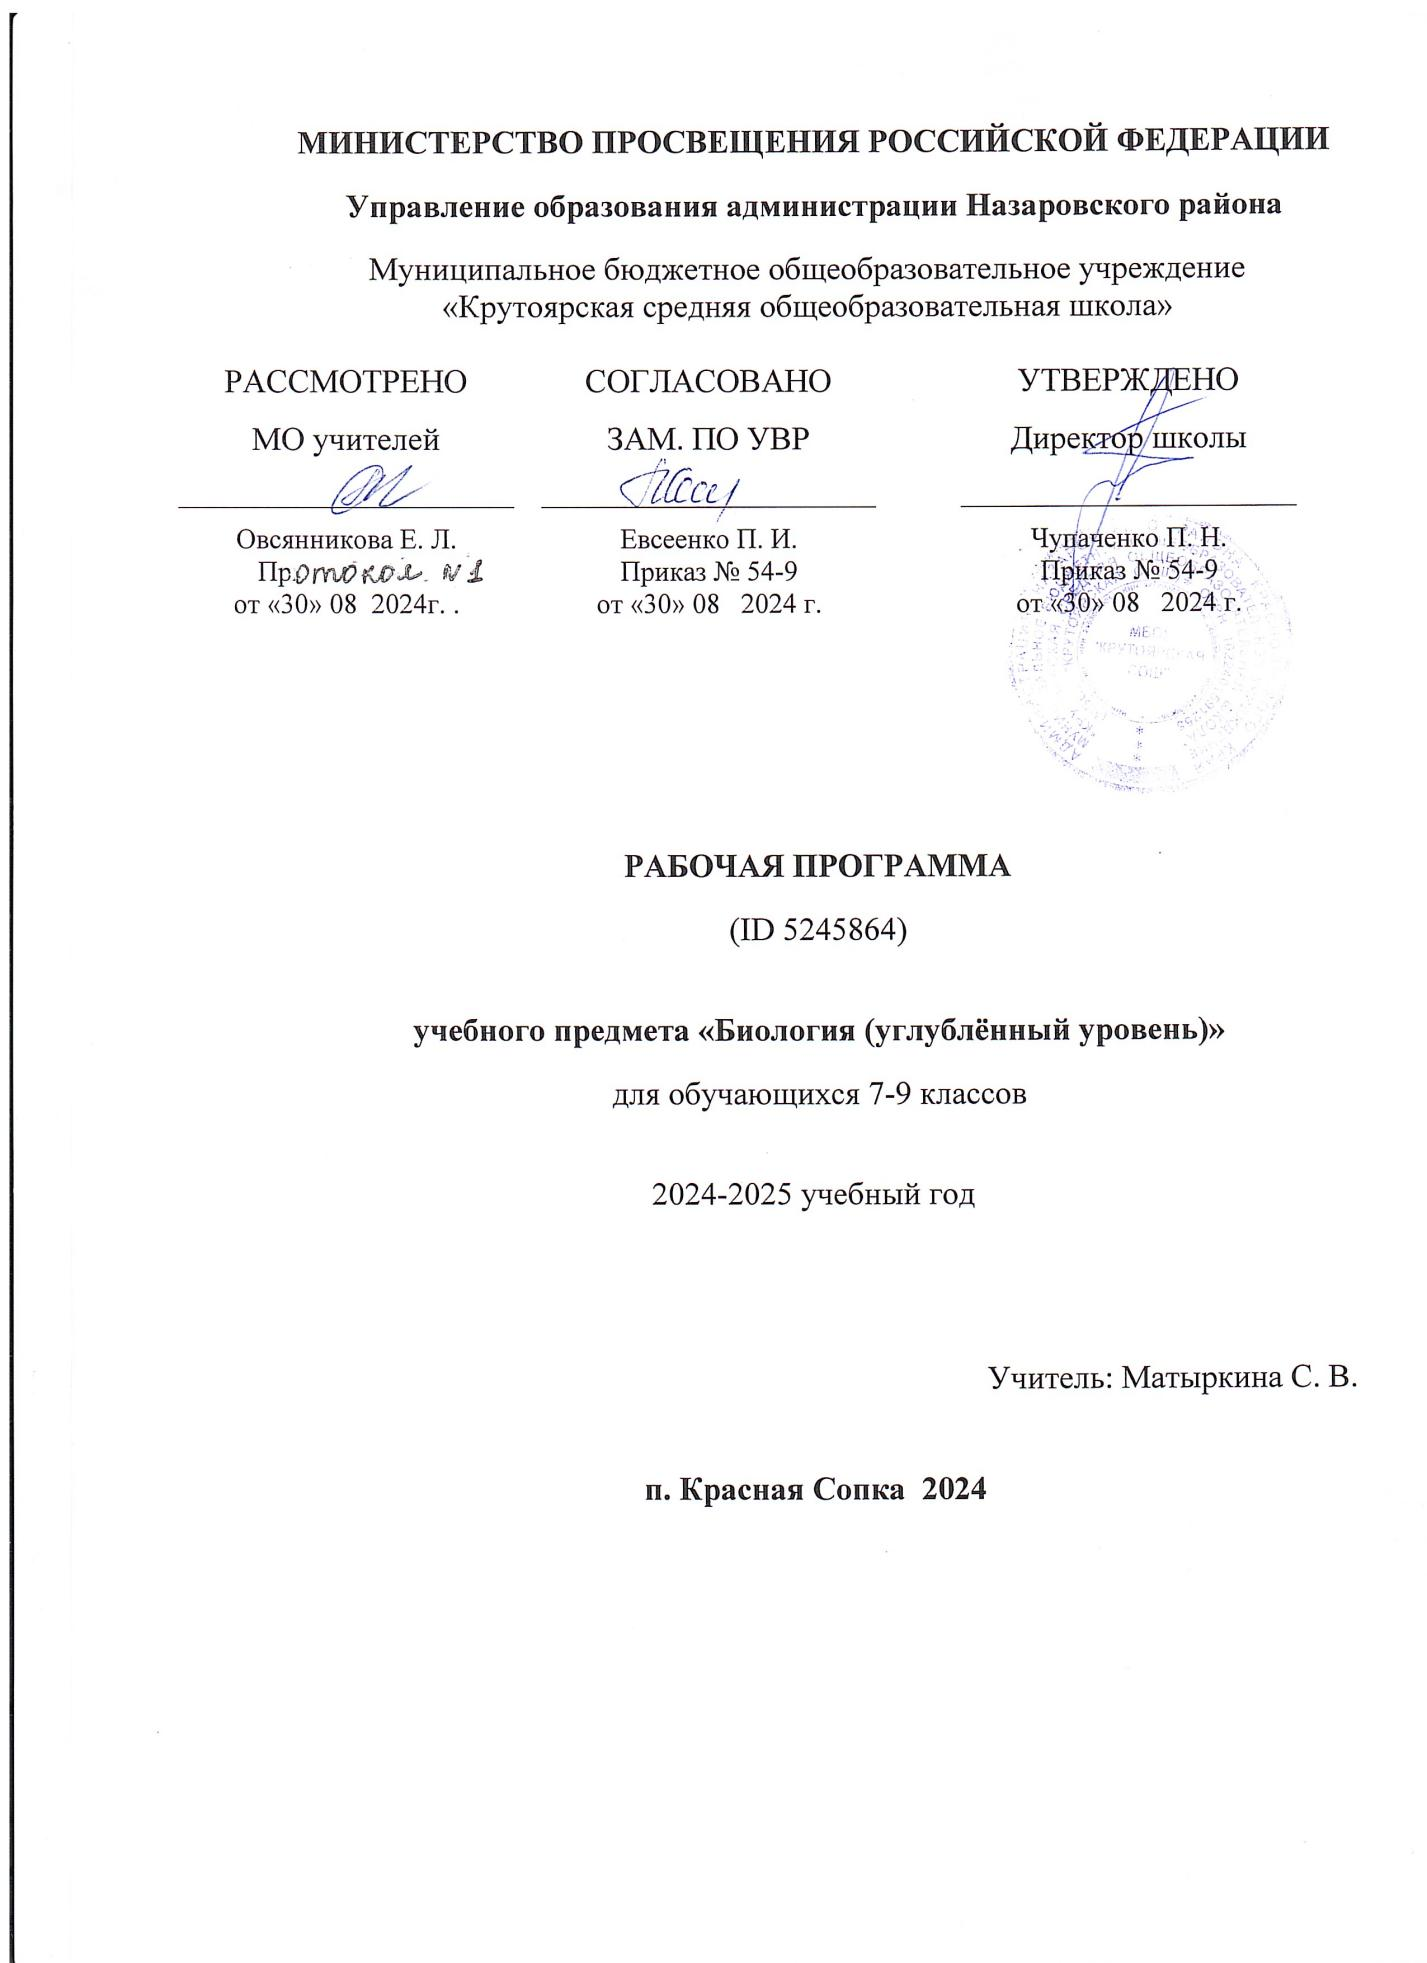 МИНИСТЕРСТВО ПРОСВЕЩЕНИЯ РОССИЙСКОЙ ФЕДЕРАЦИИ
Управление образования администрации Назаровского района
Муниципальное бюджетное общеобразовательное учреждение
«Крутоярская средняя общеобразовательная школа»
РАССМОТРЕНО
МО учителей
Овсянникова Е. Л.
Протокол №1
от «30» 08 2024г. .
СОГЛАСОВАНО
ЗАМ. ПО УВР
Евсеенко П. И.
Приказ № 54-9
от «30» 08 2024 г.
УТВЕРЖДЕНО
Директор школы
Чупаченко П. Н.
Приказ № 54-9
от «30» 08 2024 г.
"КРУТОЯРСКАЯ
СОШ"
РАБОЧАЯ ПРОГРАММА
(ID 5245864)
учебного предмета «Биология (углублённый уровень)»
для обучающихся 7-9 классов
2024-2025 учебный год
Учитель: Матыркина С. В.
п. Красная Сопка 2024